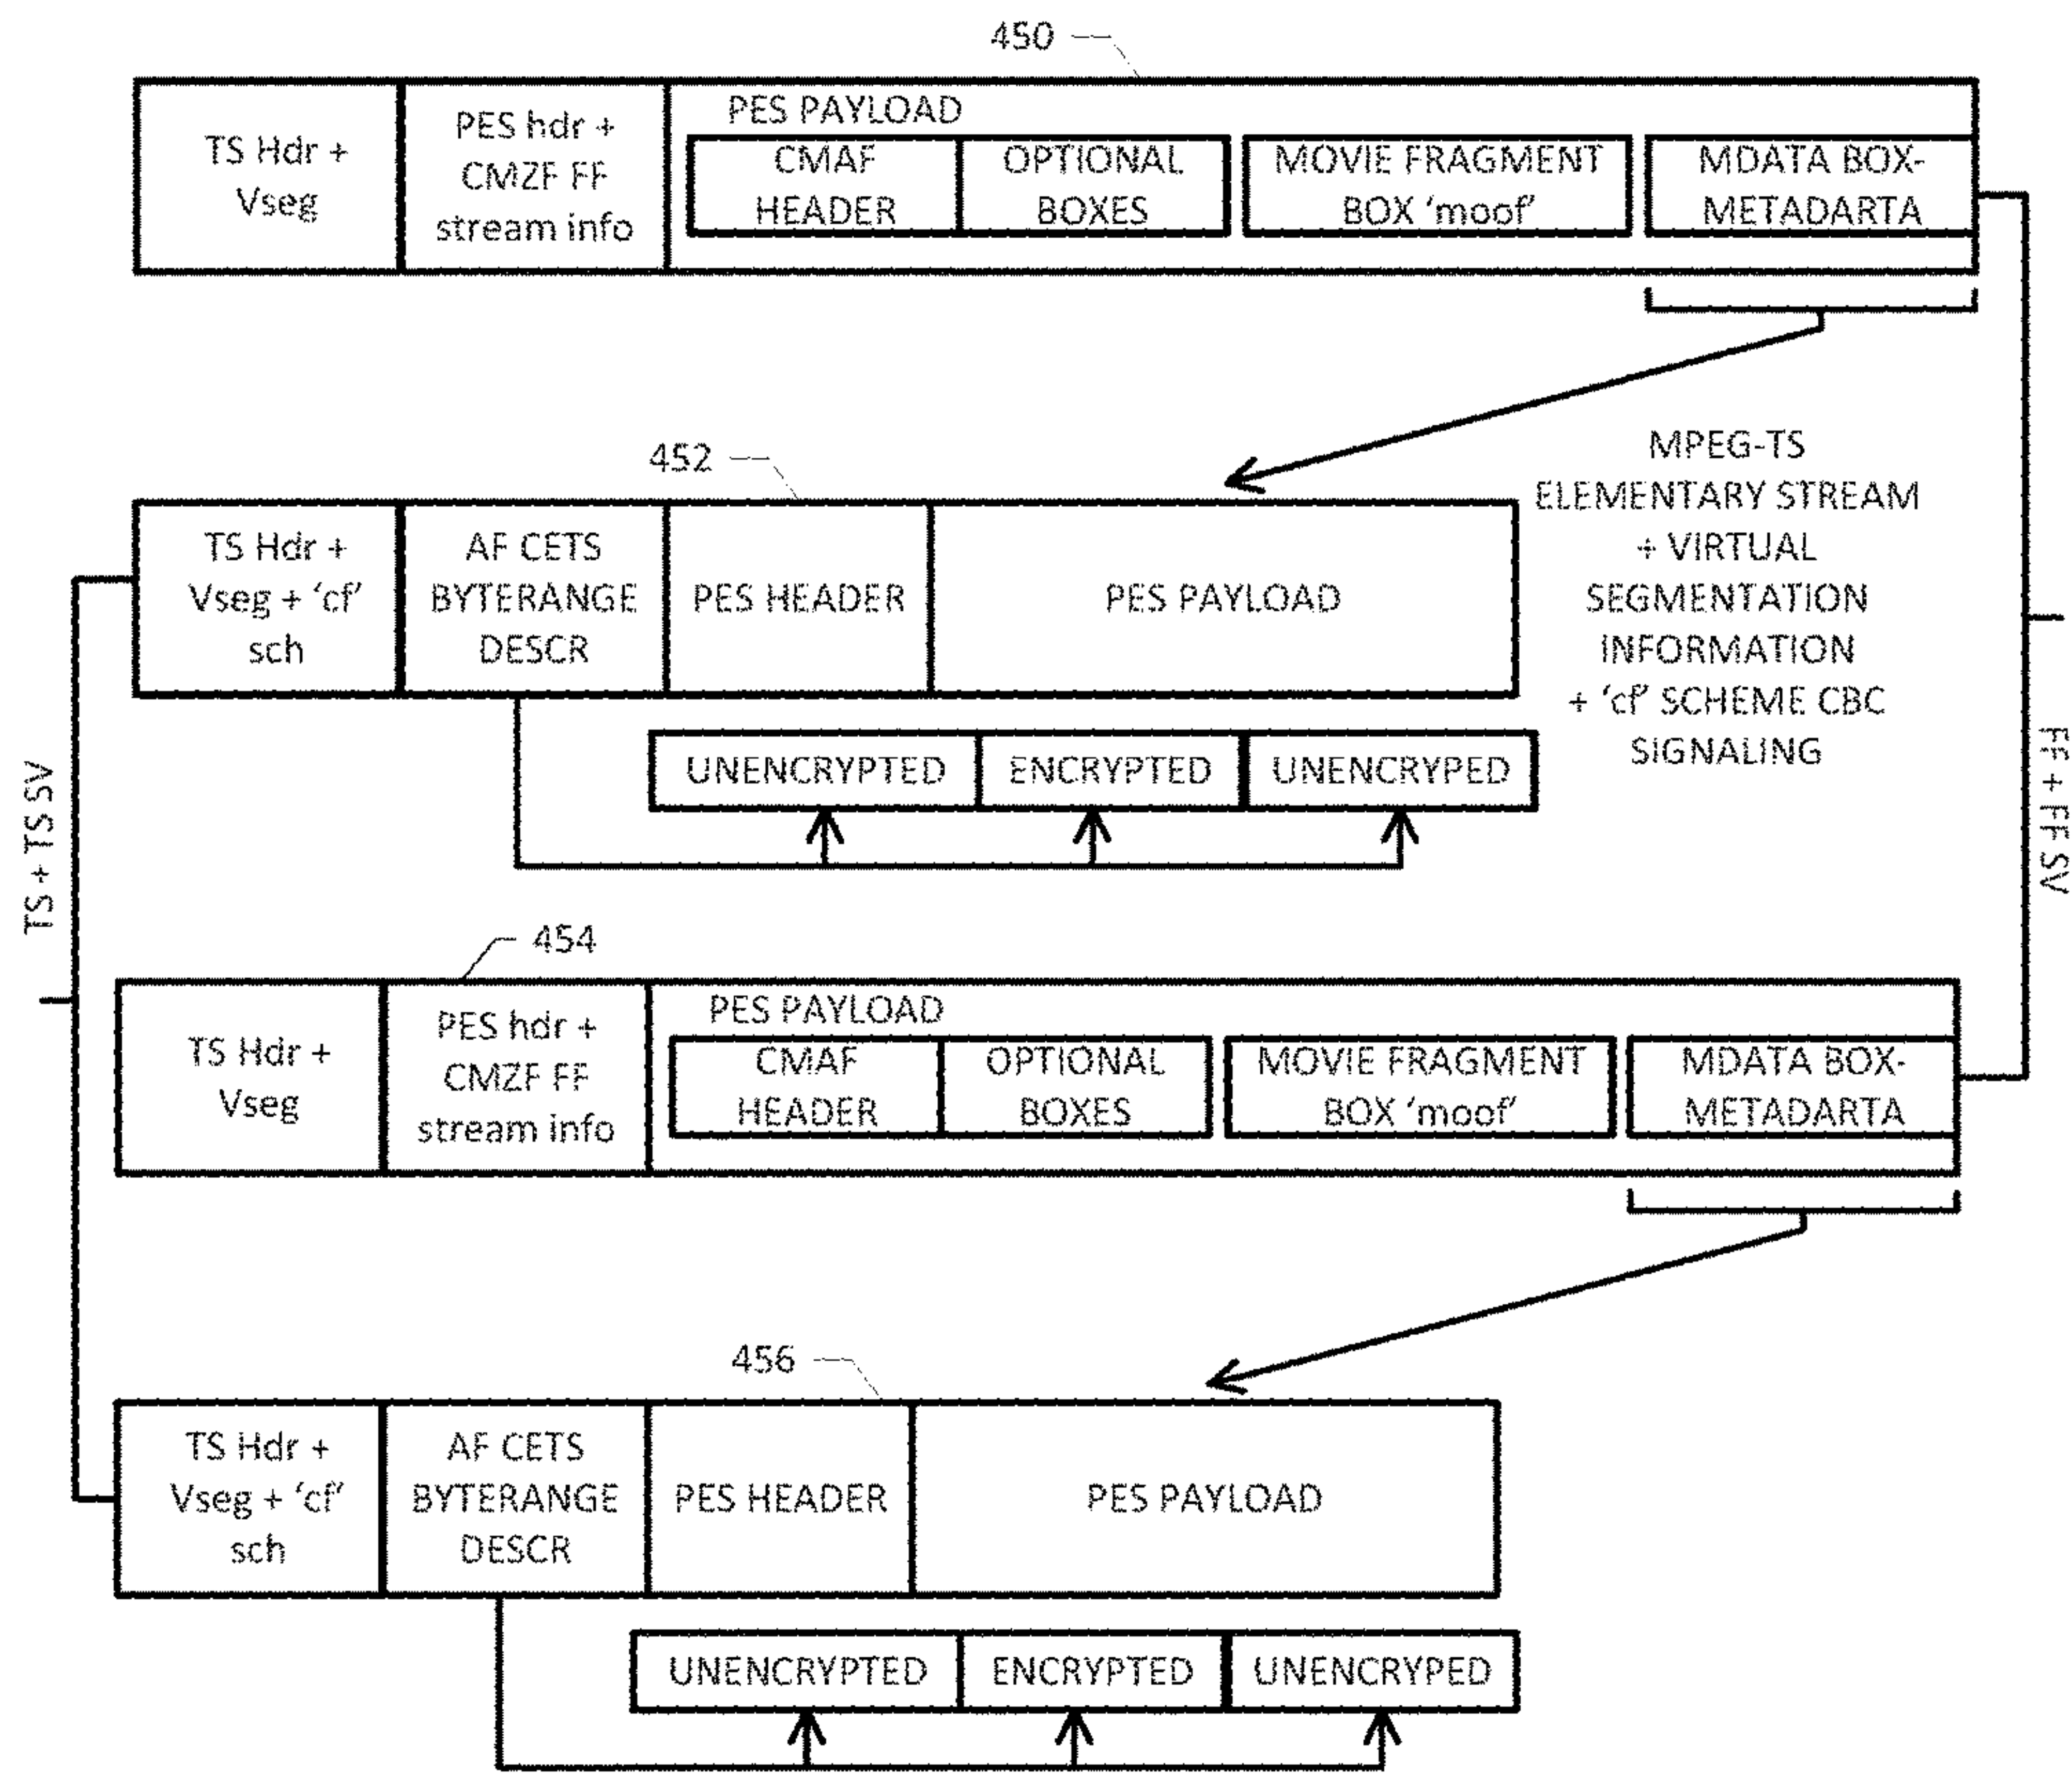 450
TS Hdr +
Vseg
PES hdr +
CMZF FF
stream info
PES PAYLOAD
CMAF
HEADER
OPTIONAL
BOXES
MOVIE FRAGMENT
BOX ‘moof’
MDATA BOX-
METADARTA
452
TS Hdr +
Vseg + ‘cf’
sch
AF CETS
BYTERANGE
DESCR
PES HEADER
PES PAYLOAD
MPEG-TS
ELEMENTARY STREAM
+ VIRTUAL
SEGMENTATION
INFORMATION
+ ‘cf’ SCHEME CBC
SIGNALING
UNENCRYPTED
ENCRYPTED
UNENCRYPED
TS + TS SV
FF + FF SV
454
TS Hdr +
Vseg
PES hdr +
CMZF FF
stream info
PES PAYLOAD
CMAF
HEADER
OPTIONAL
BOXES
MOVIE FRAGMENT
BOX ‘moof’
MDATA BOX-
METADARTA
456
TS Hdr +
Vseg + ‘cf’
sch
AF CETS
BYTERANGE
DESCR
PES HEADER
PES PAYLOAD
UNENCRYPTED
ENCRYPTED
UNENCRYPED